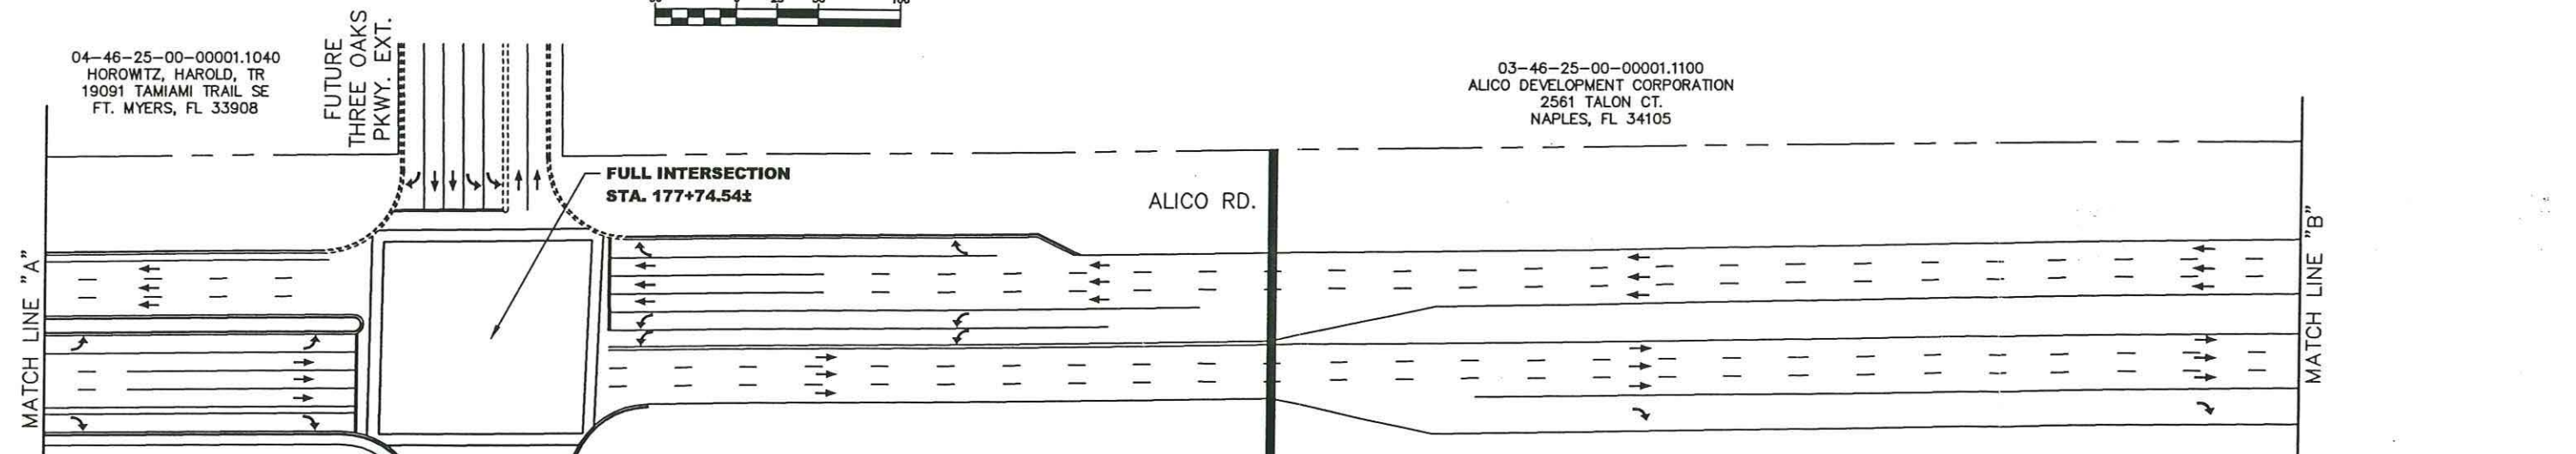 04-46-25-00-00001.1040
HOROWITZ, HAROLD, TR
19091 TAMIAMI TRAIL SE
FT. MYERS, FL 33908
FUTURE
THREE OAKS
PKWY. EXT.
03-46-25-00-00001.1100
ALICO DEVELOPMENT CORPORATION
2561 TALON CT.
NAPLES, FL 34105
FULL INTERSECTION
STA. 177+74.54±
ALICO RD.
MATCH LINE "A"
MATCH LINE "B"